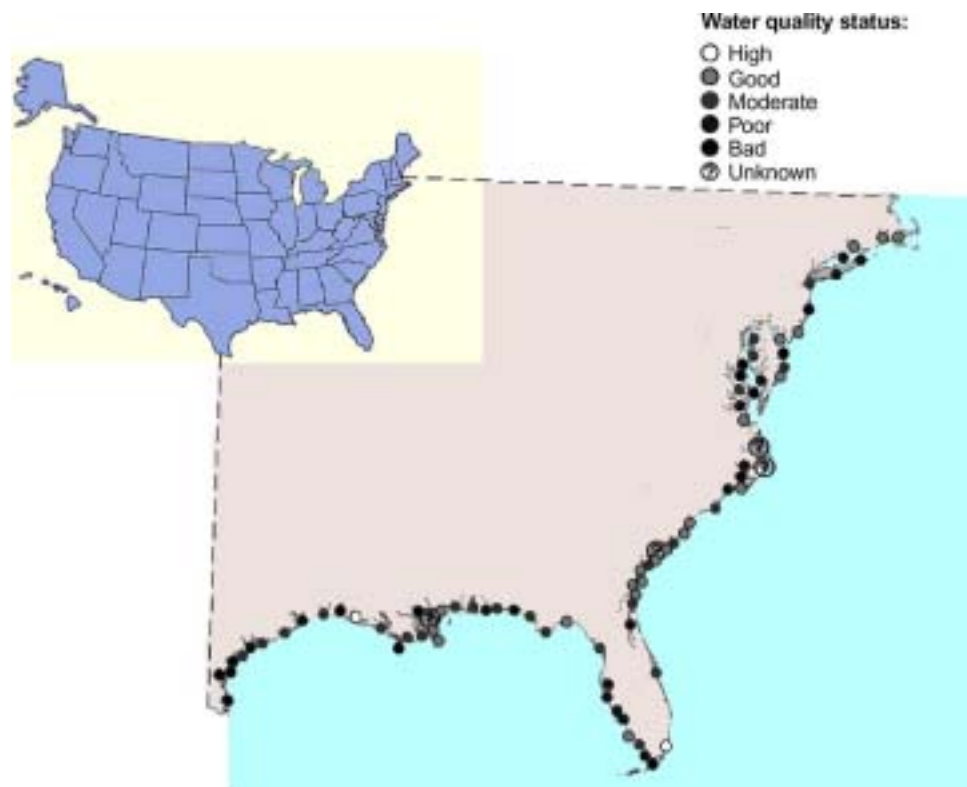 Water quality status:
High
Good
Moderate
Poor
Bad
? Unknown